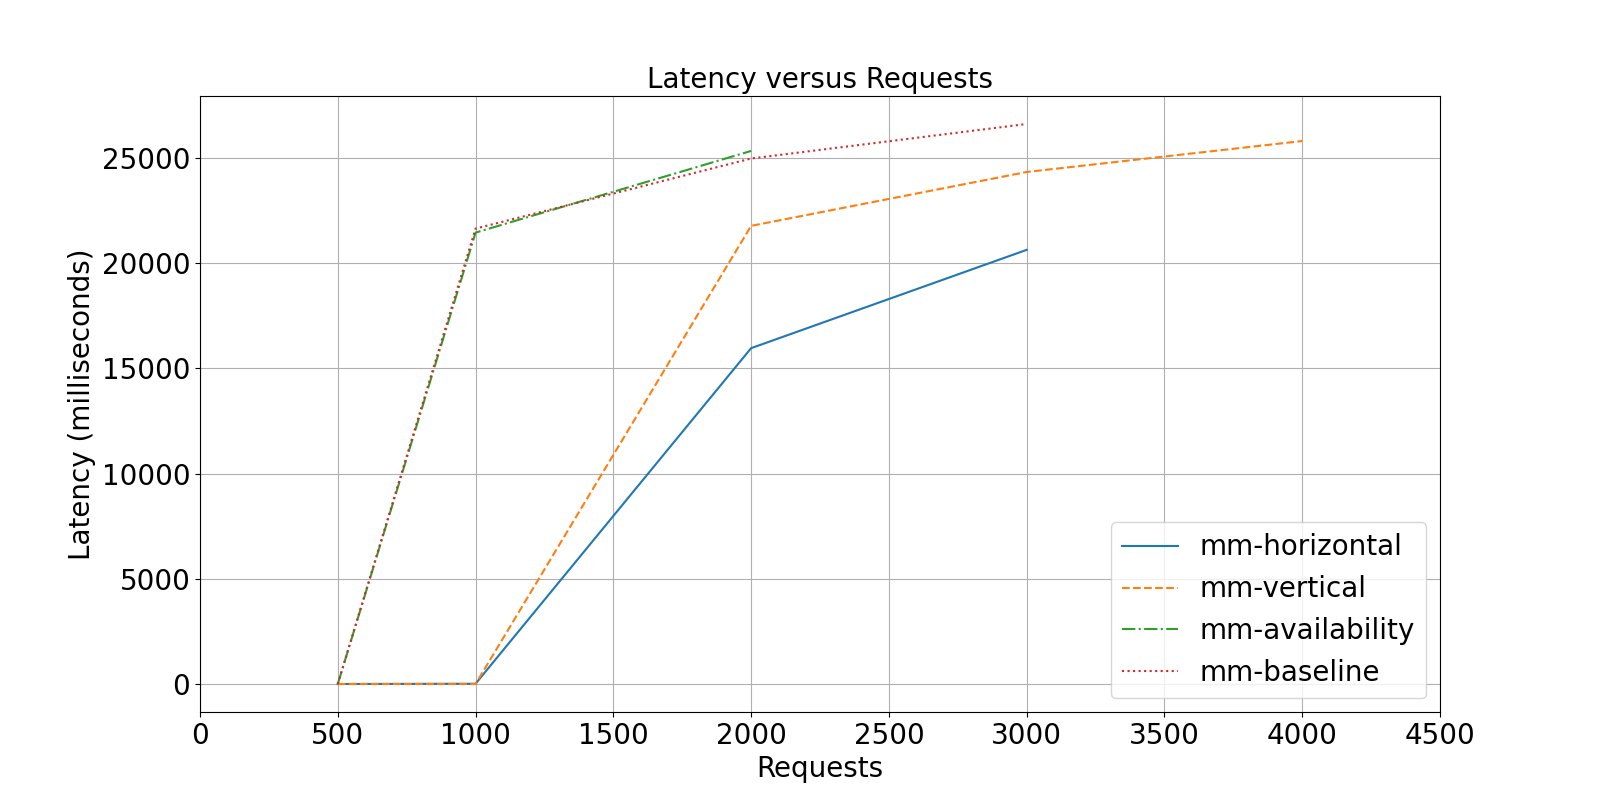 Latency versus Requests
Latency (milliseconds)
25000
20000
15000
10000
5000
0
0 500 1000 1500 2000 2500 3000 3500 4000 4500
Requests
mm-horizontal
mm-vertical
mm-availability
mm-baseline